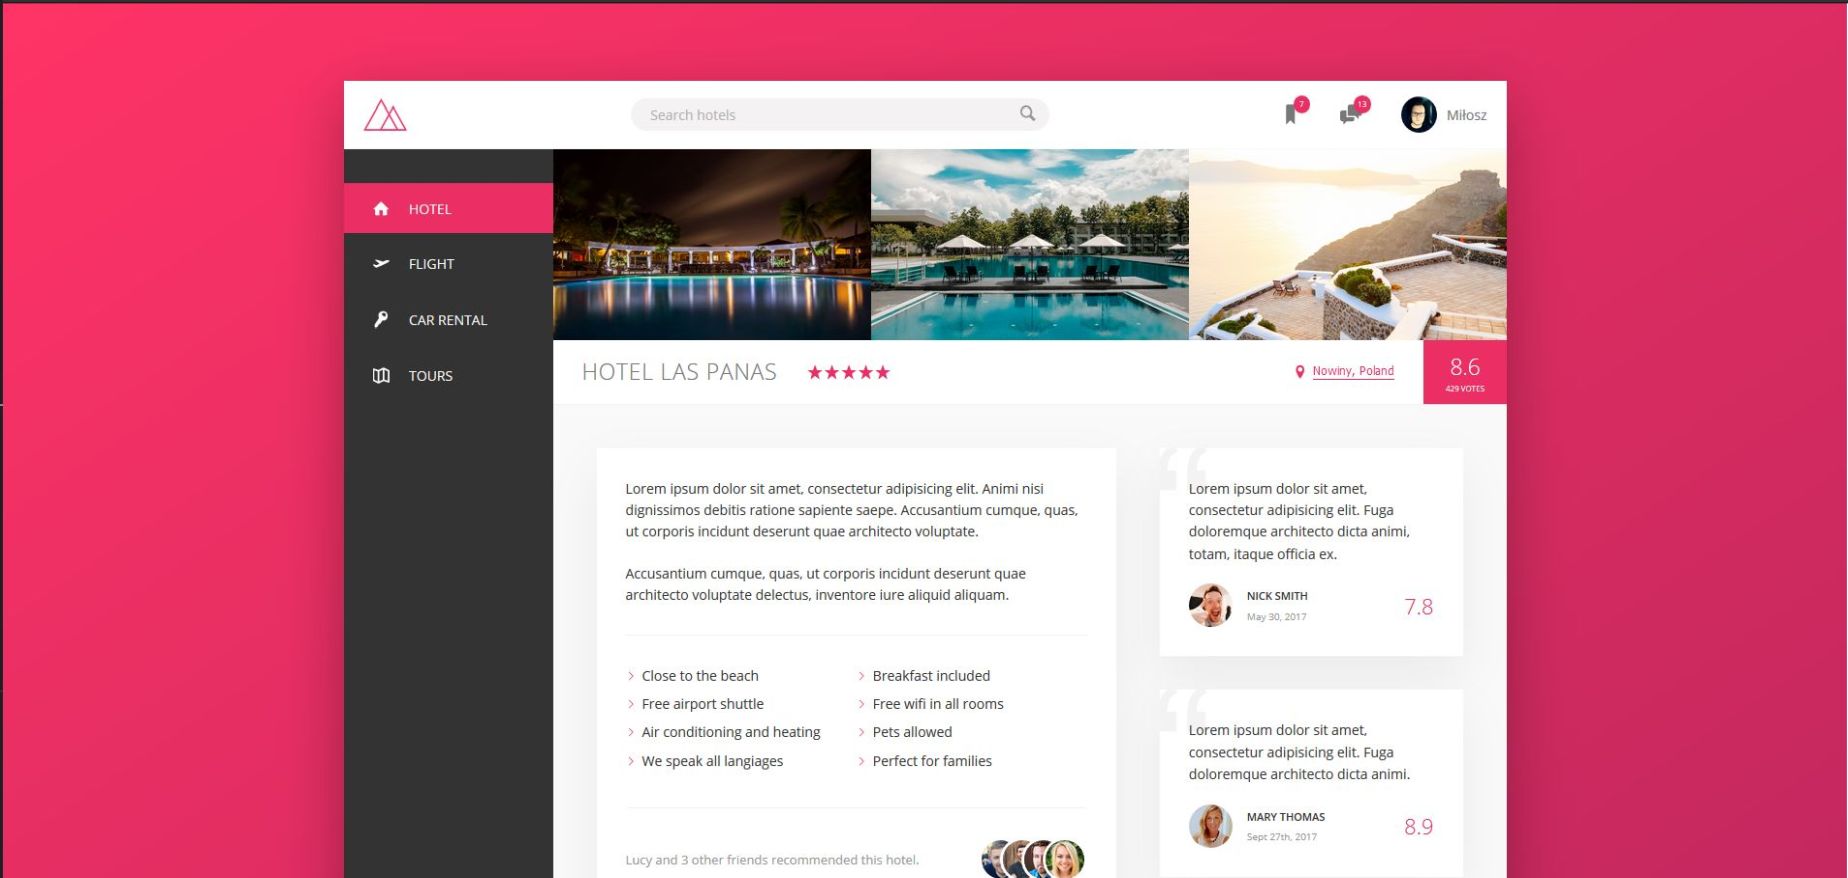 Search hotels
7
13
Miłosz
HOTEL
FLIGHT
CAR RENTAL
TOURS
HOTEL LAS PANAS
Nowiny, Poland
8.6
429 VOTES
Lorem ipsum dolor sit amet, consectetur adipisicing elit. Animi nisi
dignissimos debitis ratione sapiente saepe. Accusantium cumque, quas,
ut corporis incidunt deserunt quae architecto voluptate.
Accusantium cumque, quas, ut corporis incidunt deserunt quae
architecto voluptate delectus, inventore iure aliquid aliquam.
Close to the beach
Free airport shuttle
Air conditioning and heating
We speak all langiages
Breakfast included
Free wifi in all rooms
Pets allowed
Perfect for families
Lucy and 3 other friends recommended this hotel.
Lorem ipsum dolor sit amet,
consectetur adipisicing elit. Fuga
doloremque architecto dicta animi,
totam, itaque officia ex.
NICK SMITH
May 30, 2017
7.8
Lorem ipsum dolor sit amet,
consectetur adipisicing elit. Fuga
doloremque architecto dicta animi.
MARY THOMAS
Sept 27th, 2017
8.9